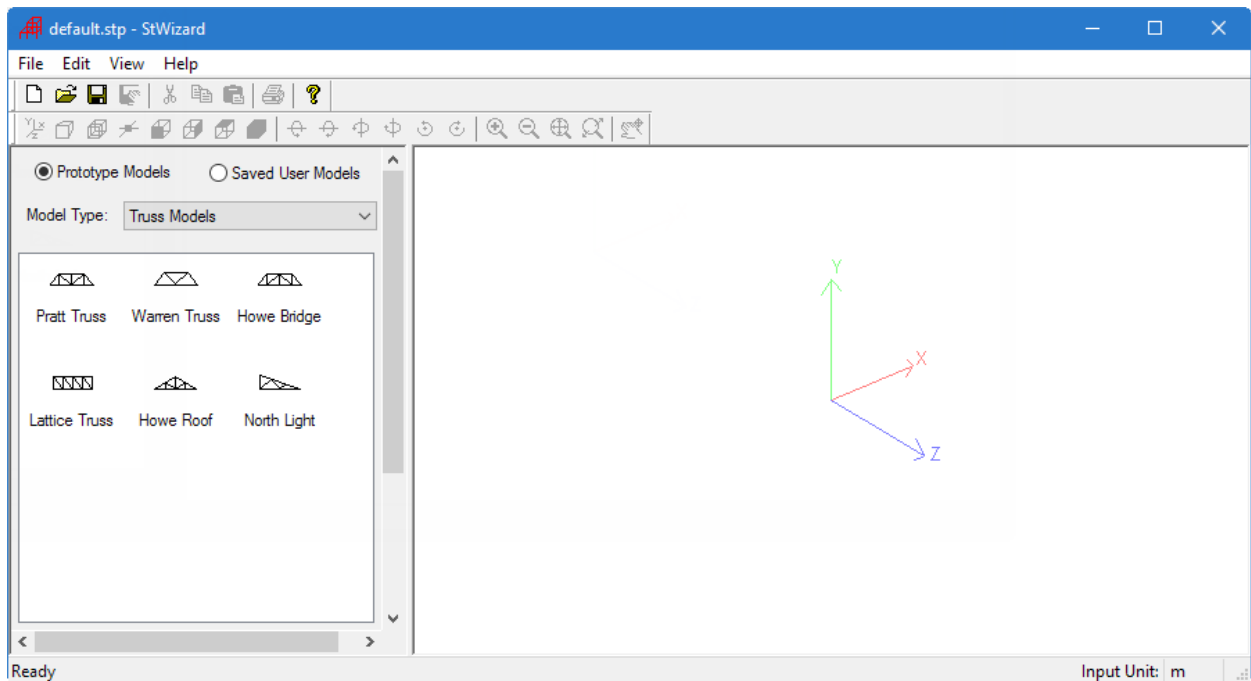 default.stp - StWizard
File Edit View Help
Prototype Models Saved User Models
Model Type: Truss Models
Pratt Truss Warren Truss Howe Bridge
Lattice Truss Howe Roof North Light
Y
X
Z
Ready Input Unit: m